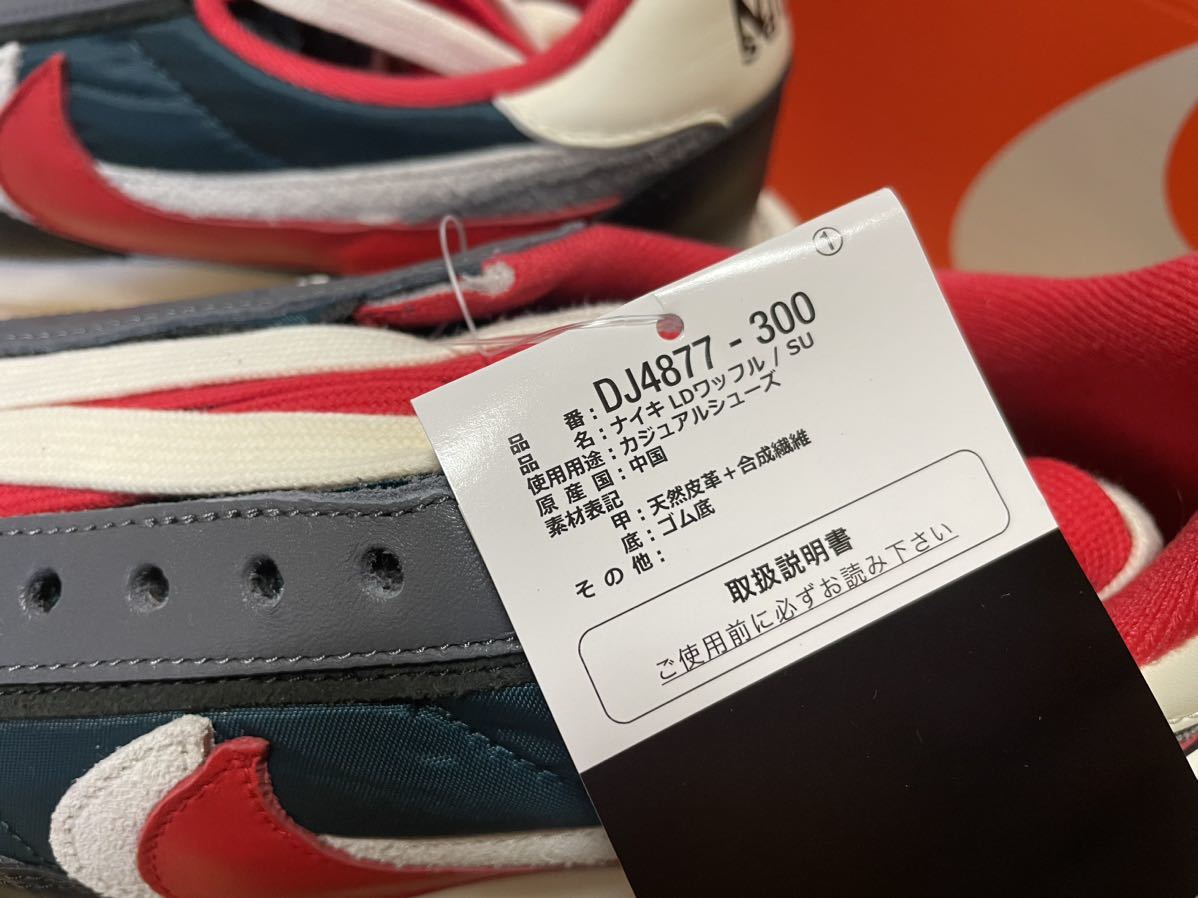 ①
品番：DJ4877 - 300
品名：ナイキ LDワッフル / SU
使用用途：カジュアルシューズ
原産国：中国
素材表記
甲：天然皮革+合成繊維
底：ゴム底
その他：
取扱説明書
ご使用前に必ずお読み下さい